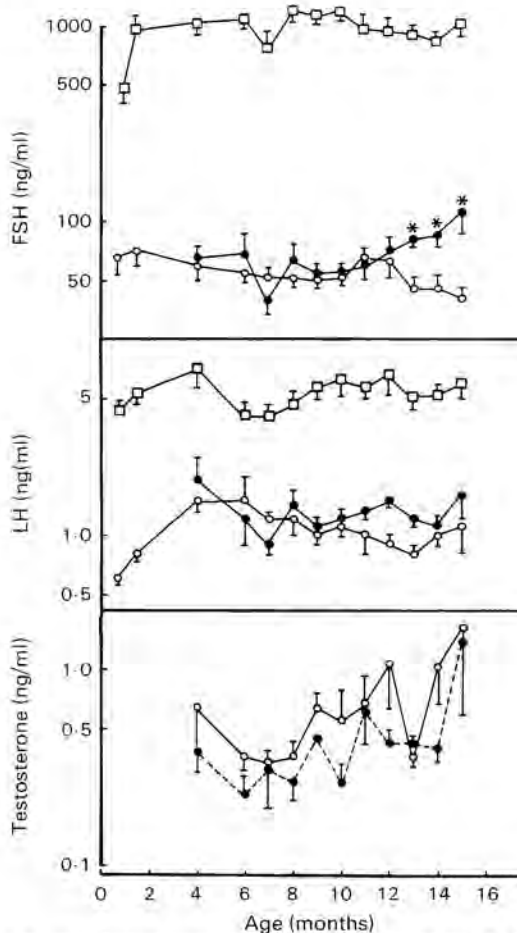 1000
500
100
50
FSH (ng/ml)
* * *
5
1·0
0·5
LH (ng(ml)
1·0
0·5
0·1
Testosterone (ng/ml)
0 2 4 6 8 10 12 14 16
Age (months)